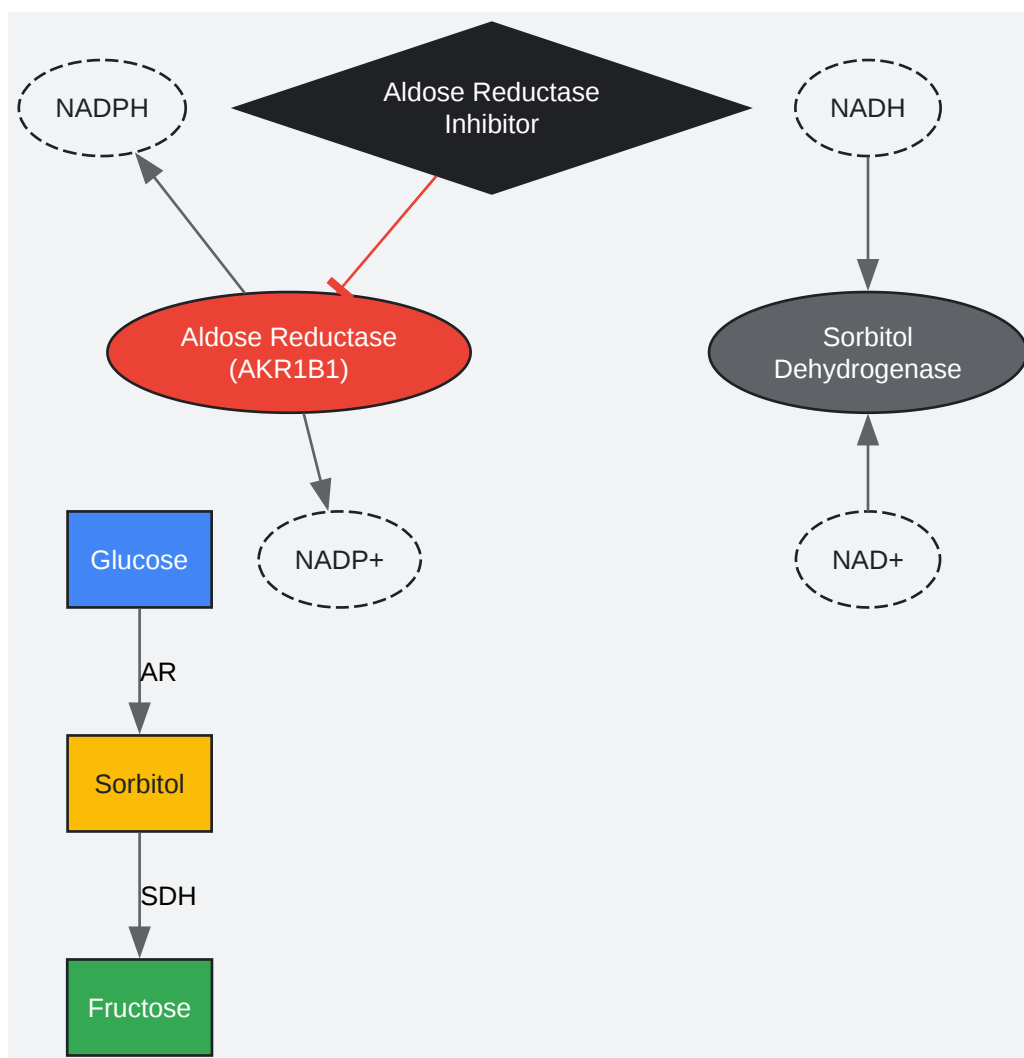 NADPH
Aldose Reductase
Inhibitor
NADH
Aldose Reductase
(AKR1B1)
Sorbitol
Dehydrogenase
Glucose
NADP+
NAD+
AR
Sorbitol
SDH
Fructose